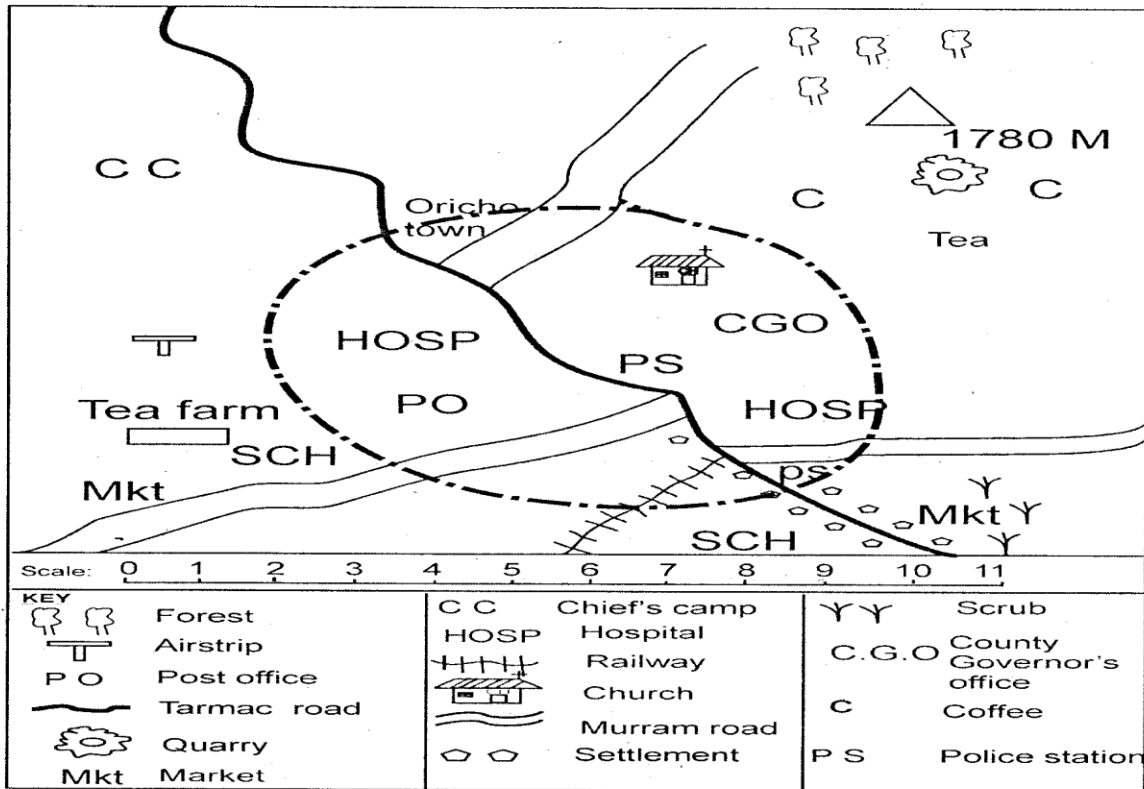 1780 M
C C
Oricho
town
C
C
Tea
HOSP
CGO
PS
Tea farm
PO
HOSP
SCH
ps
Mkt
Mkt
SCH
Scale: 0 1 2 3 4 5 6 7 8 9 10 11
KEY
Forest
Airstrip
P O Post office
Tarmac road
Quarry
Mkt Market
C C Chief's camp
HOSP Hospital
Railway
Church
Murram road
Settlement
Scrub
C.G.O County
Governor's
office
C Coffee
P S Police station